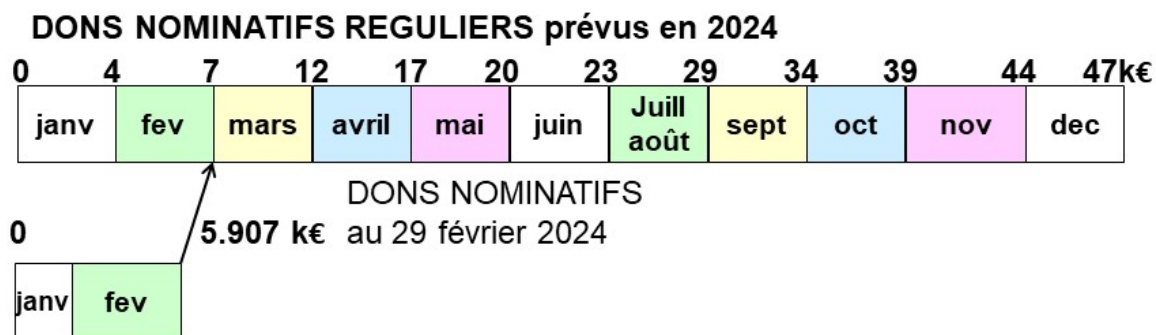 DONS NOMINATIFS REGULIERS prévus en 2024
0 4 7 12 17 20 23 29 34 39 44 47k€
janv fev mars avril mai juin Juill août sept oct nov dec
DONS NOMINATIFS
0 5.907 k€ au 29 février 2024
janv fev